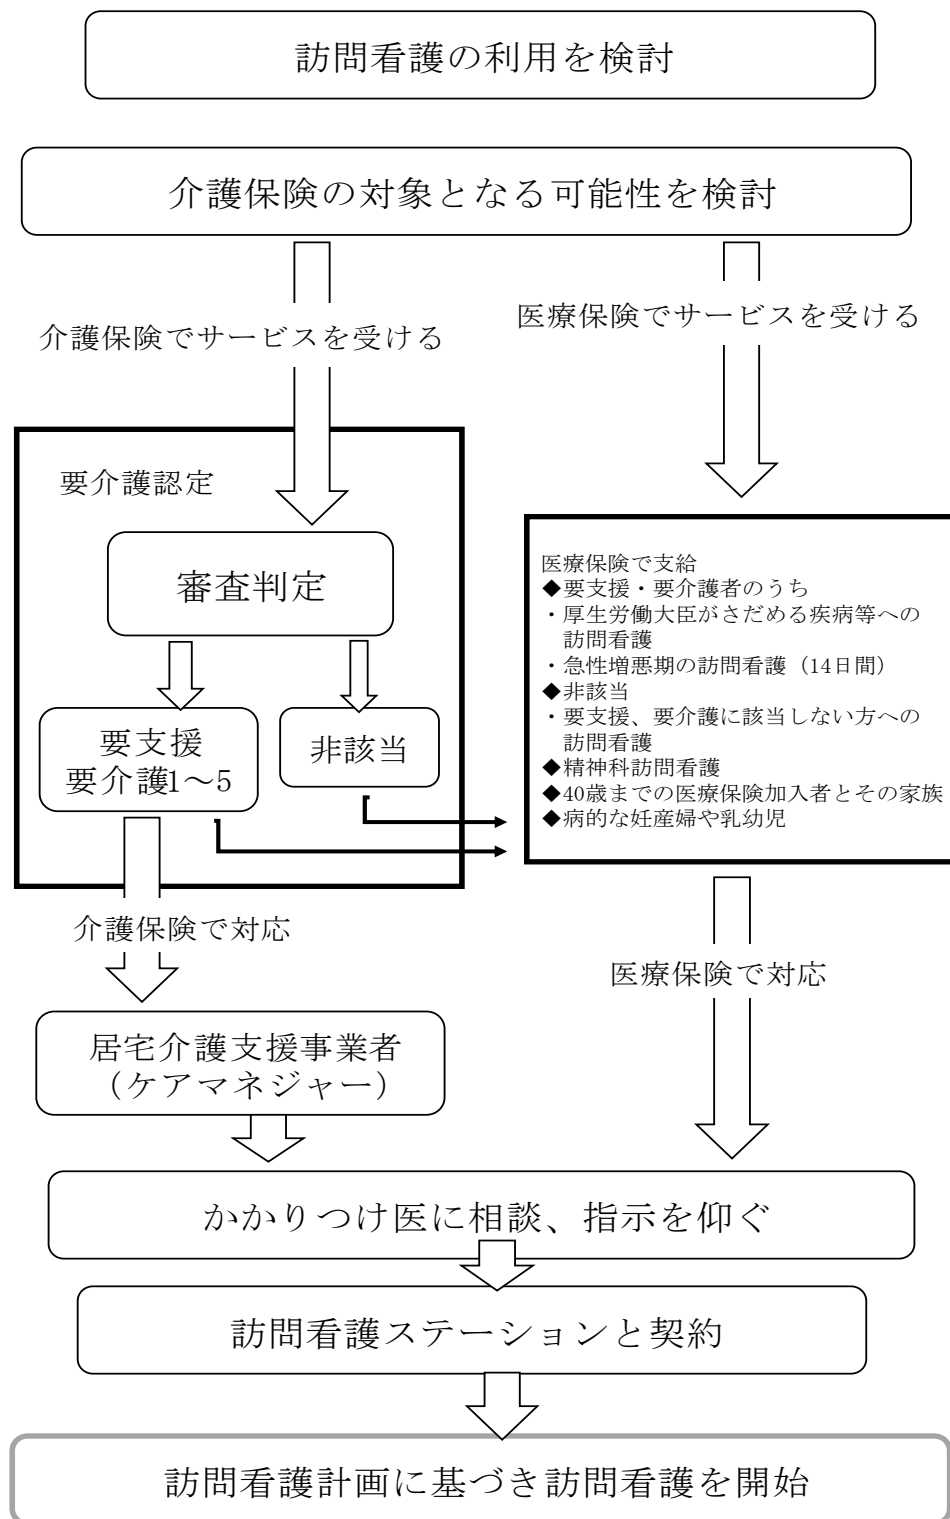 訪問看護の利用を検討
介護保険の対象となる可能性を検討
介護保険でサービスを受ける
医療保険でサービスを受ける
要介護認定
審査判定
要支援
要介護1～5
非該当
医療保険で支給
◆要支援・要介護者のうち
・厚生労働大臣がさだめる疾病等への
訪問看護
・急性増悪期の訪問看護（14日間）
◆非該当
・要支援、要介護に該当しない方への
訪問看護
◆精神科訪問看護
◆40歳までの医療保険加入者とその家族
◆病的な妊産婦や乳幼児
介護保険で対応
医療保険で対応
居宅介護支援事業者
（ケアマネジャー）
かかりつけ医に相談、指示を仰ぐ
訪問看護ステーションと契約
訪問看護計画に基づき訪問看護を開始